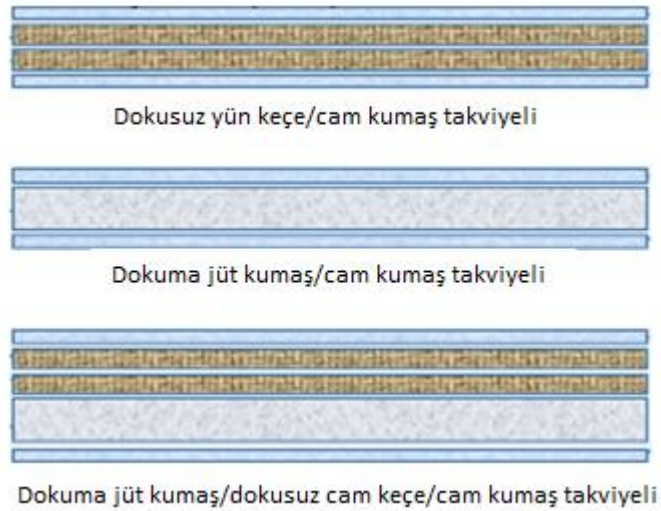 Dokusuz yün keçe/cam kumaş takviyeli
Dokuma jüt kumaş/cam kumaş takviyeli
Dokuma jüt kumaş/dokusuz cam keçe/cam kumaş takviyeli